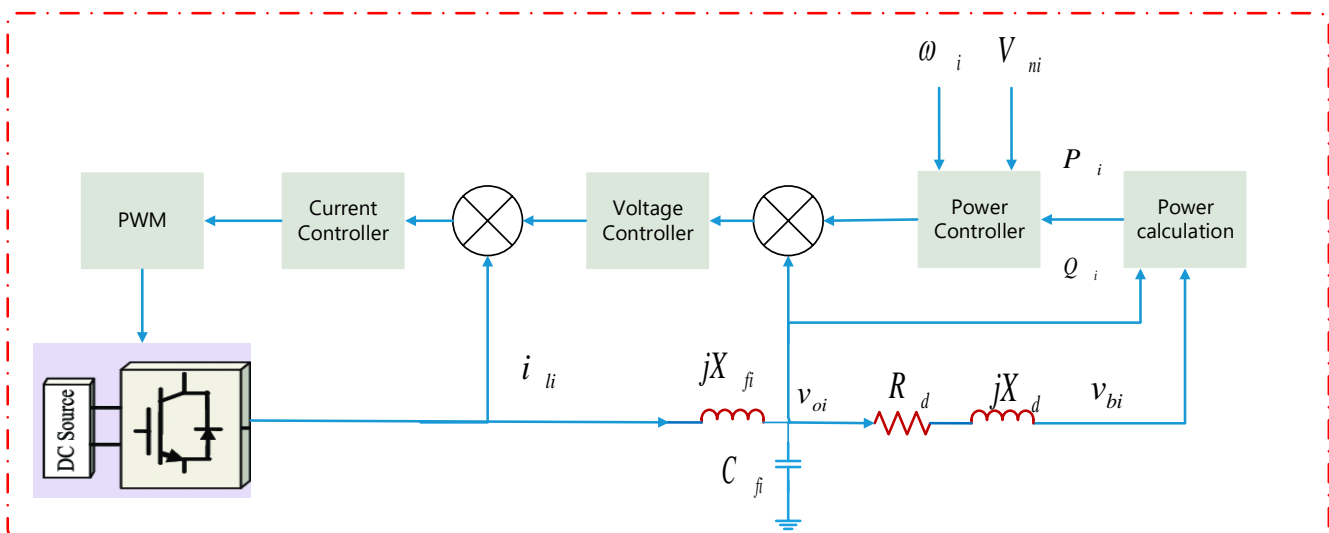 ω i V ni
P i
PWM
Current
Controller
Voltage
Controller
Power
Controller
Power
calculation
Q i
i li
jX fi
v oi
R d
jX d
v bi
DC Source
C fi